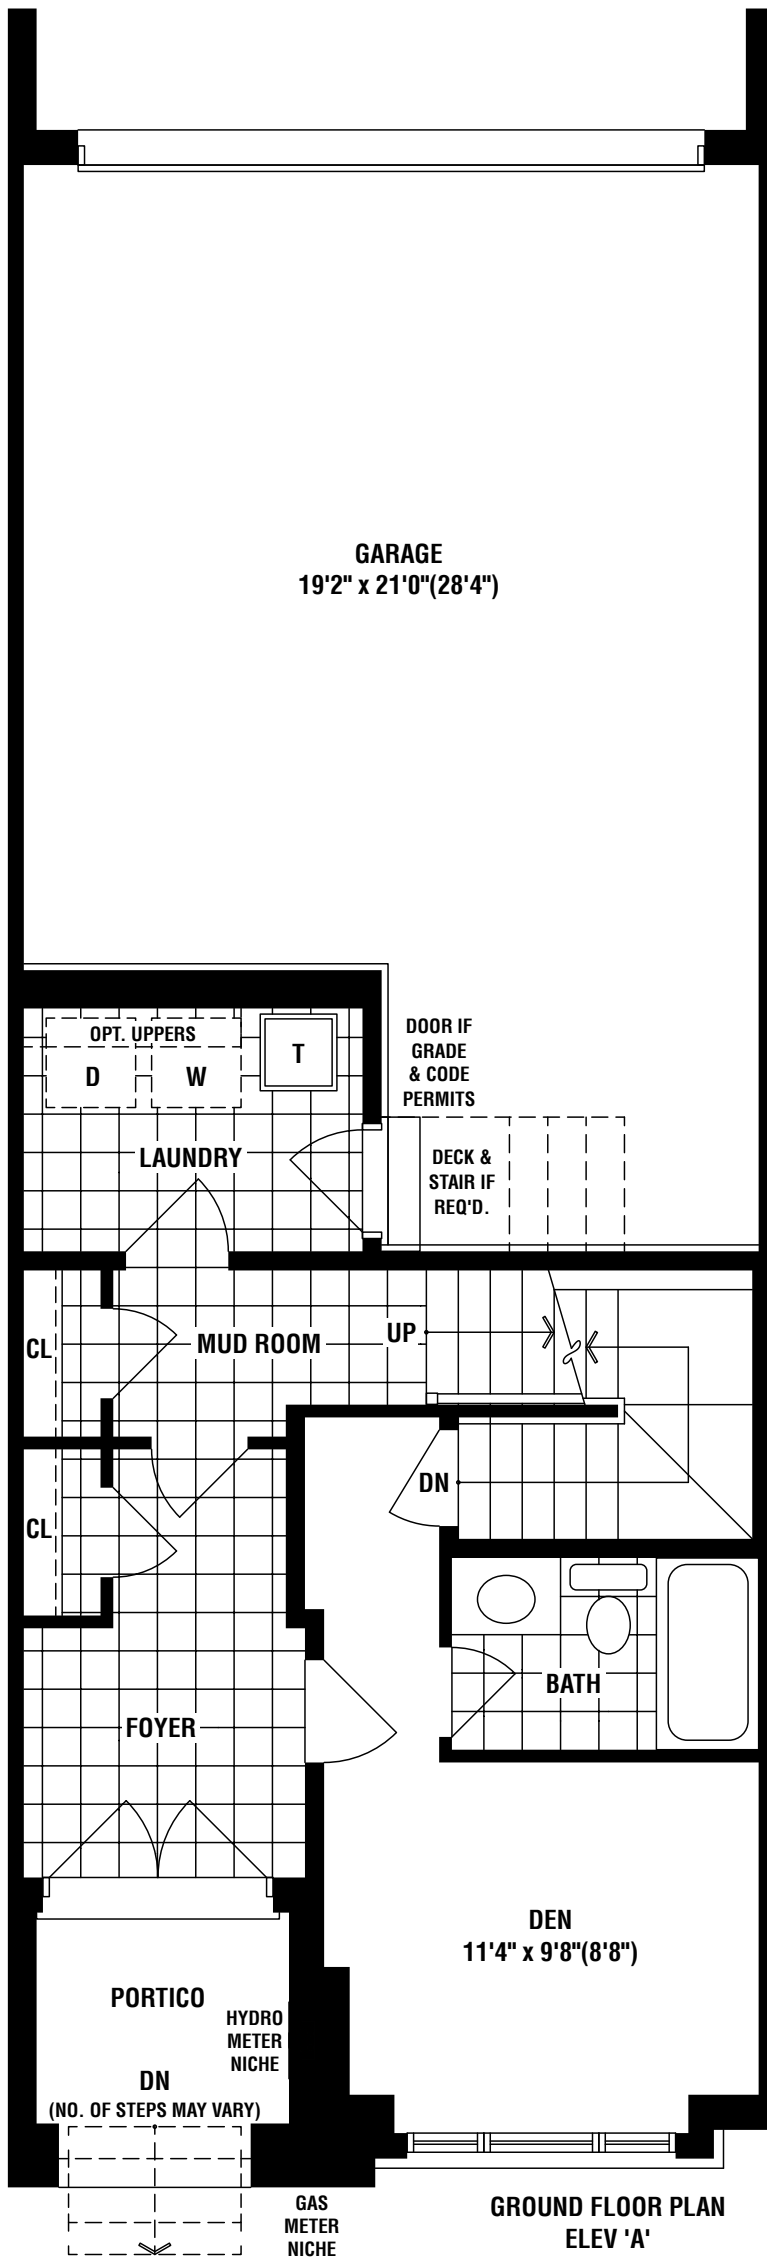 GARAGE
19'2" x 21'0"(28'4")
OPT. UPPERS
D
W
T
DOOR IF
GRADE
& CODE
PERMITS
LAUNDRY
DECK &
STAIR IF
REQ'D.
CL
MUD ROOM
UP
DN
CL
BATH
FOYER
DEN
11'4" x 9'8"(8'8")
PORTICO
HYDRO
METER
NICHE
DN
(NO. OF STEPS MAY VARY)
GAS
METER
NICHE
GROUND FLOOR PLAN
ELEV 'A'